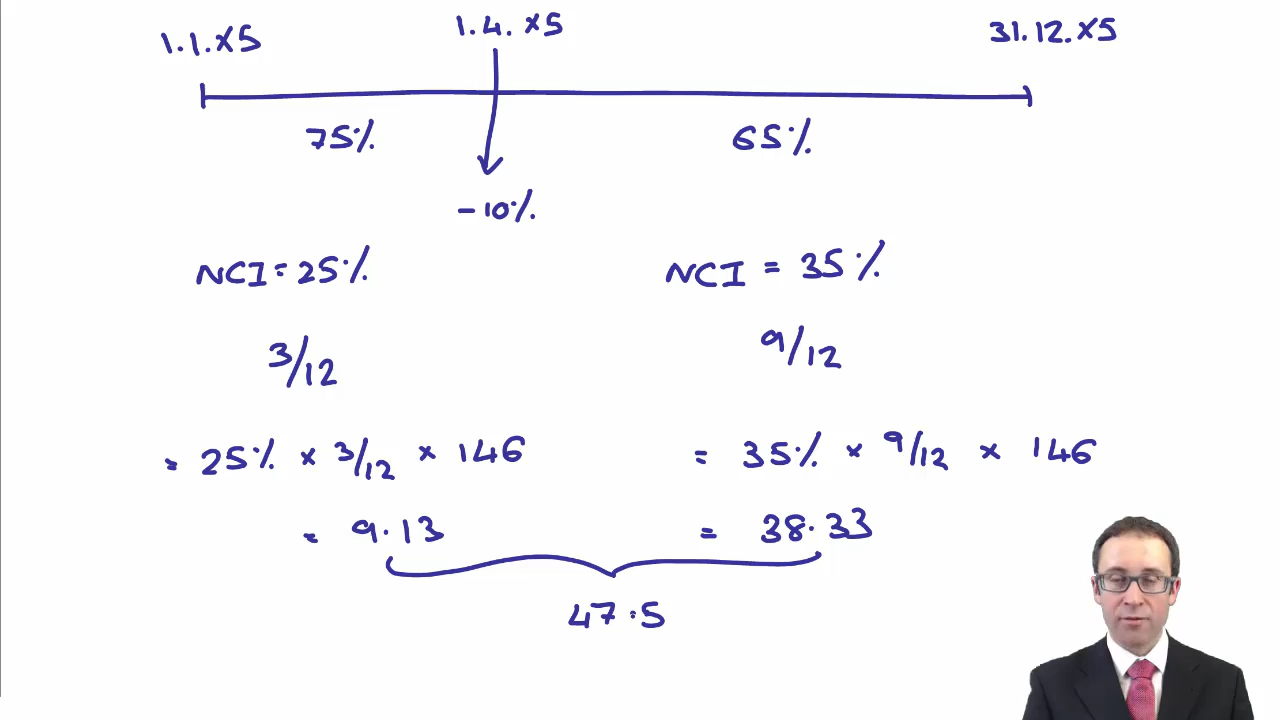 1.1.X5 1.4.X5 31.12.X5
75% 65%
-10%
NCI = 25% NCI = 35%
3/12 9/12
= 25% x 3/12 x 146 = 35% x 9/12 x 146
= 9.13 = 38.33
47.5